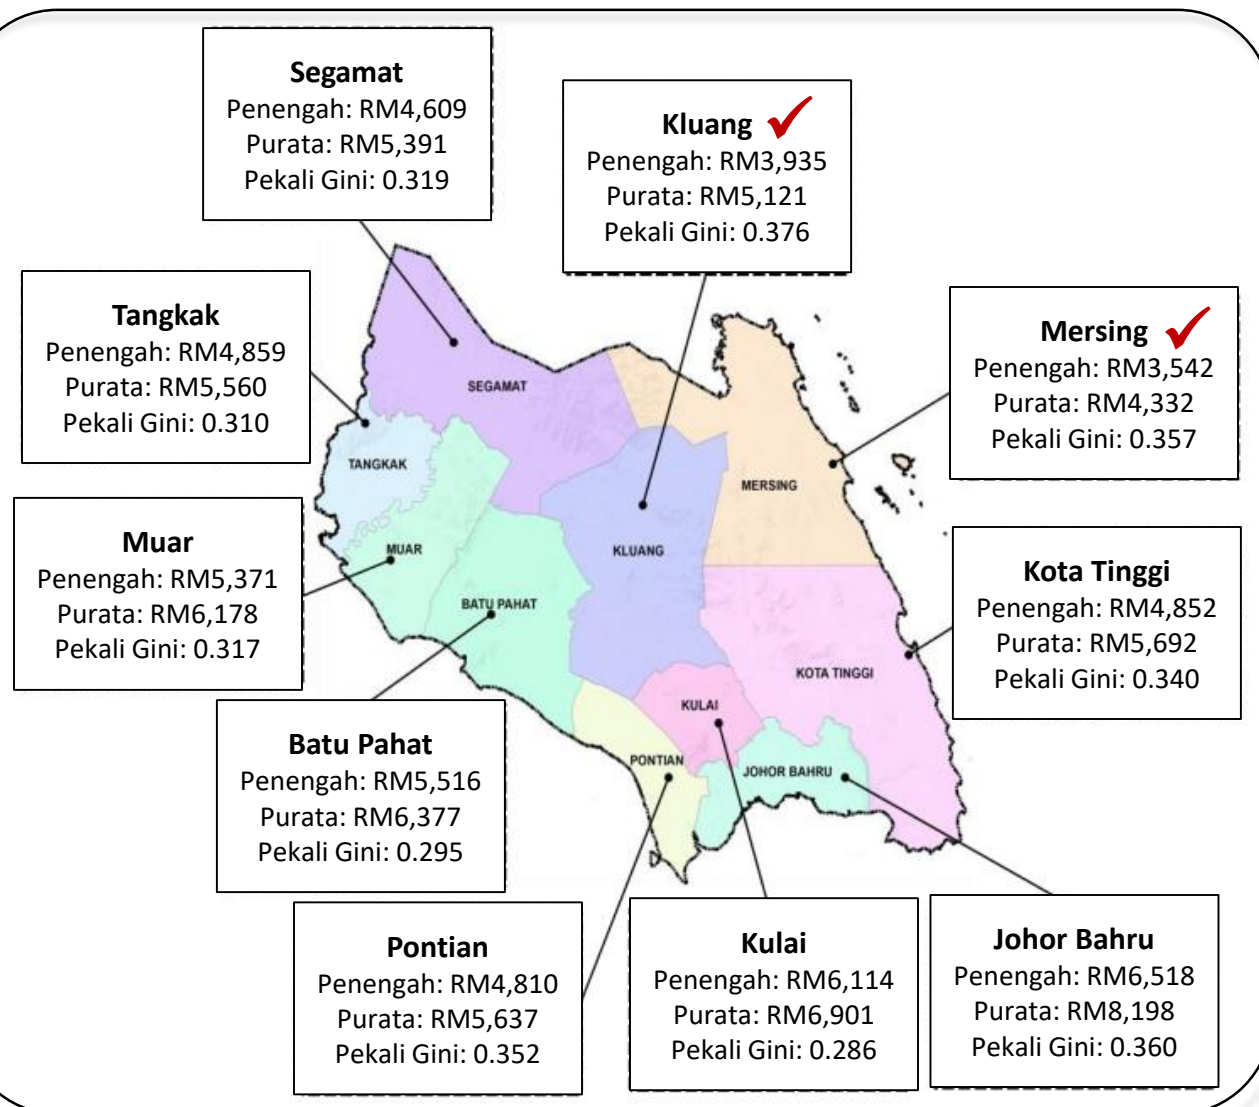 Segamat
Penengah: RM4,609
Purata: RM5,391
Pekali Gini: 0.319
Kluang
Penengah: RM3,935
Purata: RM5,121
Pekali Gini: 0.376
Tangkak
Penengah: RM4,859
Purata: RM5,560
Pekali Gini: 0.310
Mersing
Penengah: RM3,542
Purata: RM4,332
Pekali Gini: 0.357
Muar
Penengah: RM5,371
Purata: RM6,178
Pekali Gini: 0.317
Kota Tinggi
Penengah: RM4,852
Purata: RM5,692
Pekali Gini: 0.340
Batu Pahat
Penengah: RM5,516
Purata: RM6,377
Pekali Gini: 0.295
Pontian
Penengah: RM4,810
Purata: RM5,637
Pekali Gini: 0.352
Kulai
Penengah: RM6,114
Purata: RM6,901
Pekali Gini: 0.286
Johor Bahru
Penengah: RM6,518
Purata: RM8,198
Pekali Gini: 0.360
SEGAMAT
TANGKAK
MERSING
MUAR
KLUANG
BATU PAHAT
KOTA TINGGI
KULAI
PONTIAN
JOHOR BAHRU